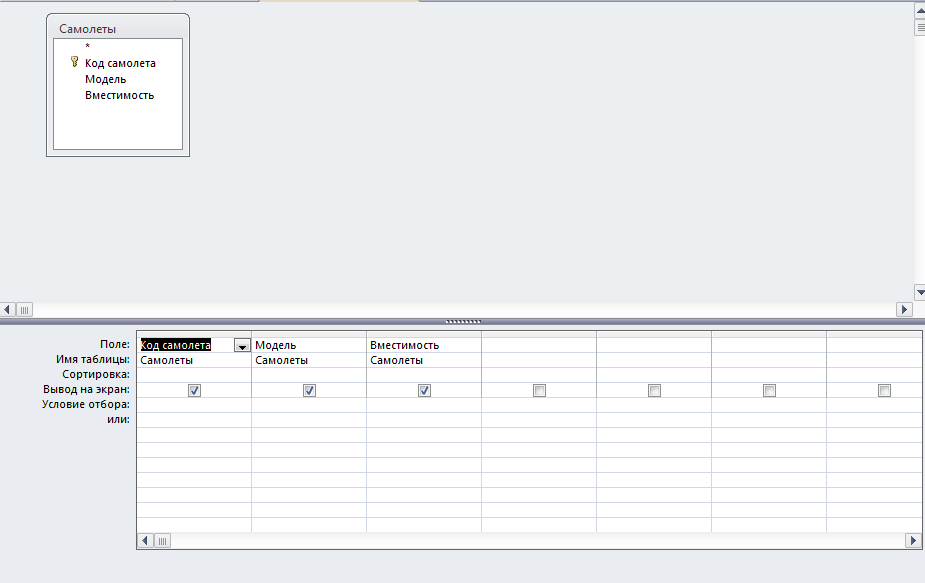 Самолеты
*
Код самолета
Модель
Вместимость
Поле: Код самолета Модель Вместимость
Имя таблицы: Самолеты Самолеты Самолеты
Сортировка:
Вывод на экран:
Условие отбора:
или: